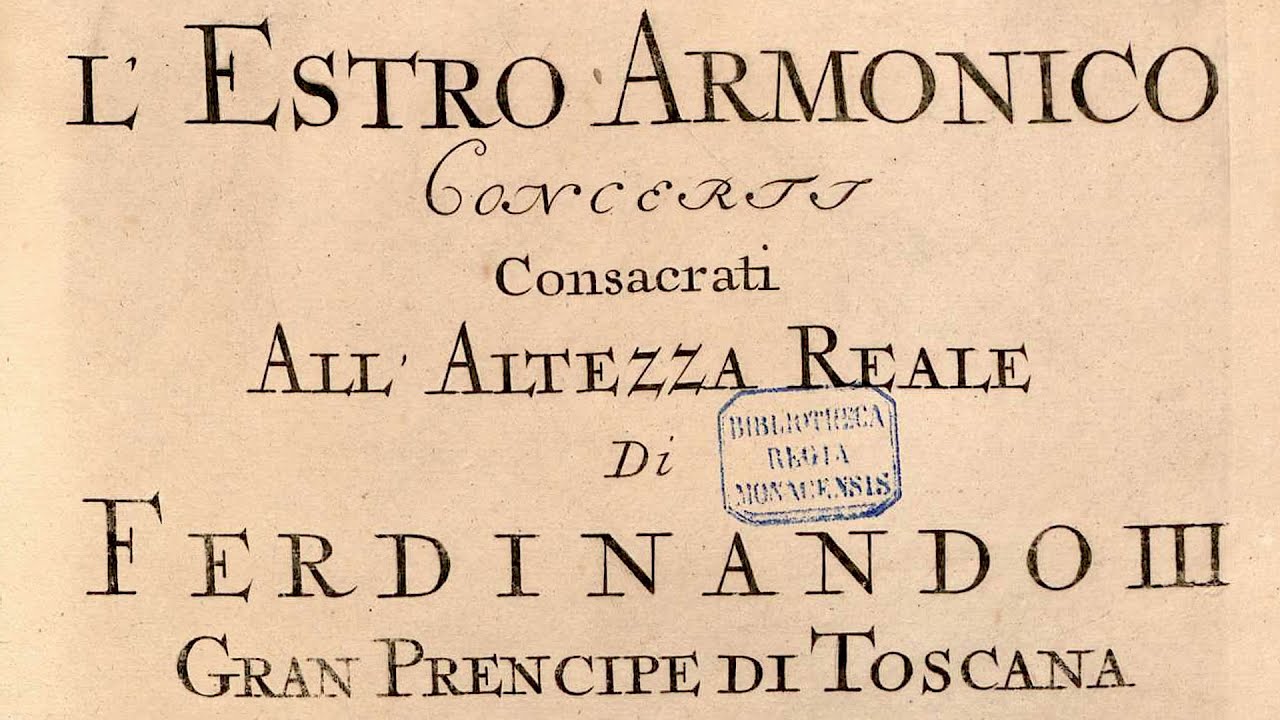 L' ESTRO ARMONICO
CONCERTI
Consacrati
ALL' ALTEZZA REALE
Di
BIBLIOTHECA
REGIA
MONACENSIS
FERDINANDO III
GRAN PRENCIPE DI TOSCANA